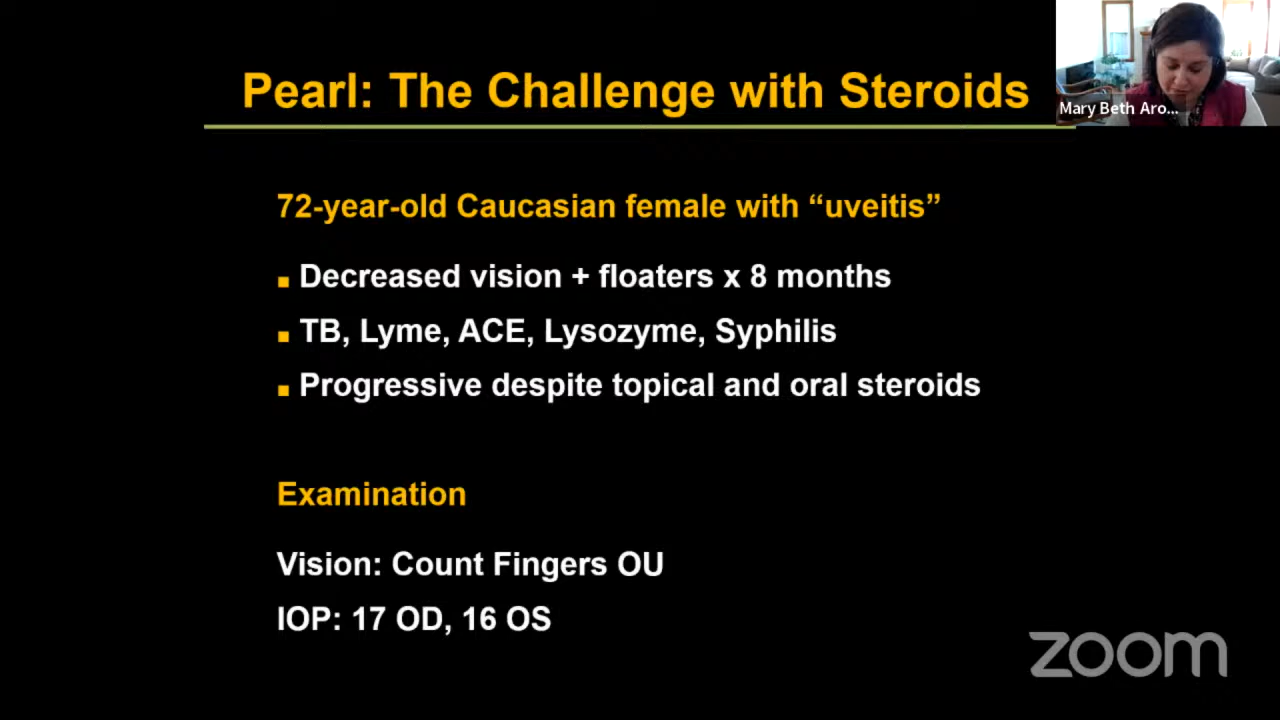 Pearl: The Challenge with Steroids
Mary Beth Aro...
72-year-old Caucasian female with “uveitis”
■ Decreased vision + floaters x 8 months
■ TB, Lyme, ACE, Lysozyme, Syphilis
■ Progressive despite topical and oral steroids
Examination
Vision: Count Fingers OU
IOP: 17 OD, 16 OS
zoom